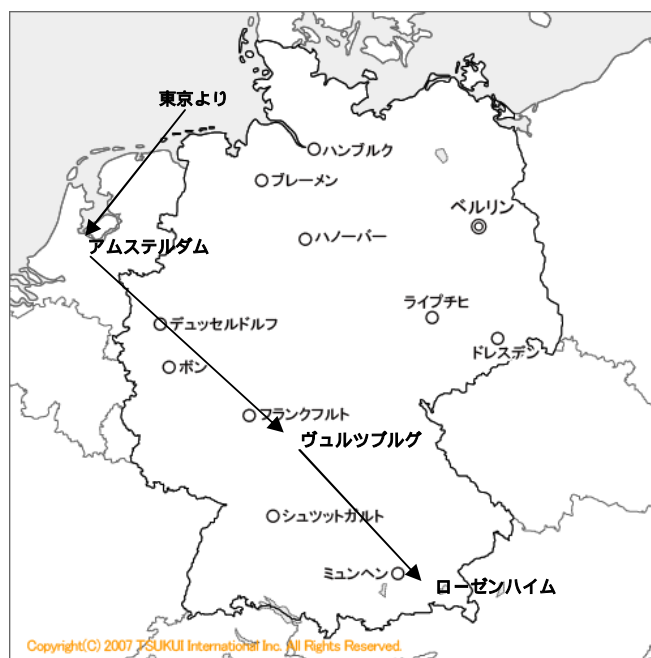 東京より
ハンブルク
ブレーメン
ベルリン
ハノーバー
アムステルダム
ライプチヒ
デュッセルドルフ
ドレスデン
ボン
フランクフルト
ヴュルツブルグ
シュツットガルト
ミュンヘン
ローゼンハイム
Copyright(C) 2007 TSUKUI International Inc. All Rights Reserved.